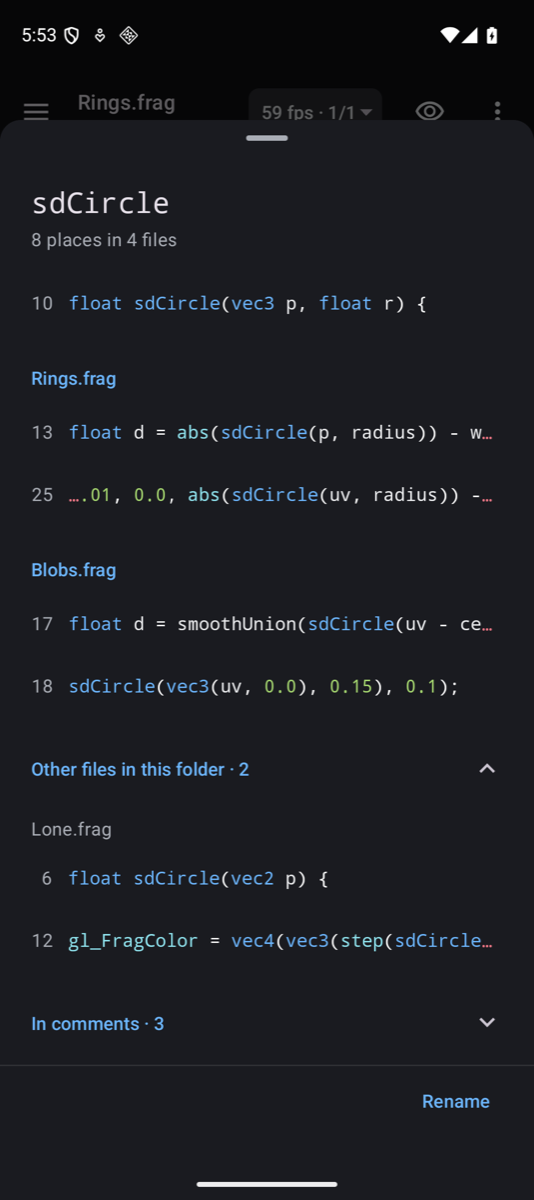 5:53
Rings.frag
59 fps · 1/1
sdCircle
8 places in 4 files
10 float sdCircle(vec3 p, float r) {
Rings.frag
13 float d = abs(sdCircle(p, radius)) - w…
25 ….01, 0.0, abs(sdCircle(uv, radius)) -…
Blobs.frag
17 float d = smoothUnion(sdCircle(uv - ce…
18 sdCircle(vec3(uv, 0.0), 0.15), 0.1);
Other files in this folder · 2
Lone.frag
6 float sdCircle(vec2 p) {
12 gl_FragColor = vec4(vec3(step(sdCircle…
In comments · 3
Rename